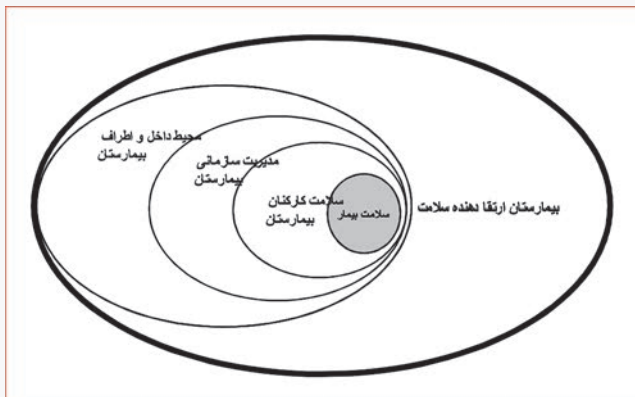 محیط داخل و اطراف
بیمارستان
مدیریت سازمانی
بیمارستان
سلامت کارکنان
بیمارستان
سلامت بیمار
بیمارستان ارتقا دهنده سلامت